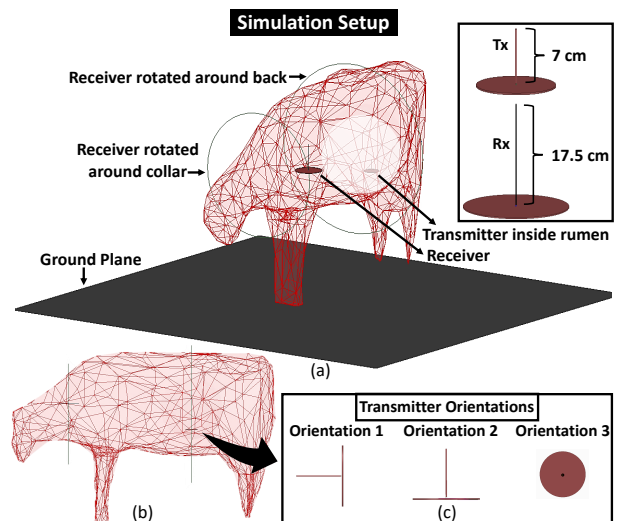 Simulation Setup
Receiver rotated around back
Receiver rotated
around collar
Ground Plane
Tx
7 cm
Rx
17.5 cm
Transmitter inside rumen
Receiver
(a)
Transmitter Orientations
Orientation 1
Orientation 2
Orientation 3
(b)
(c)